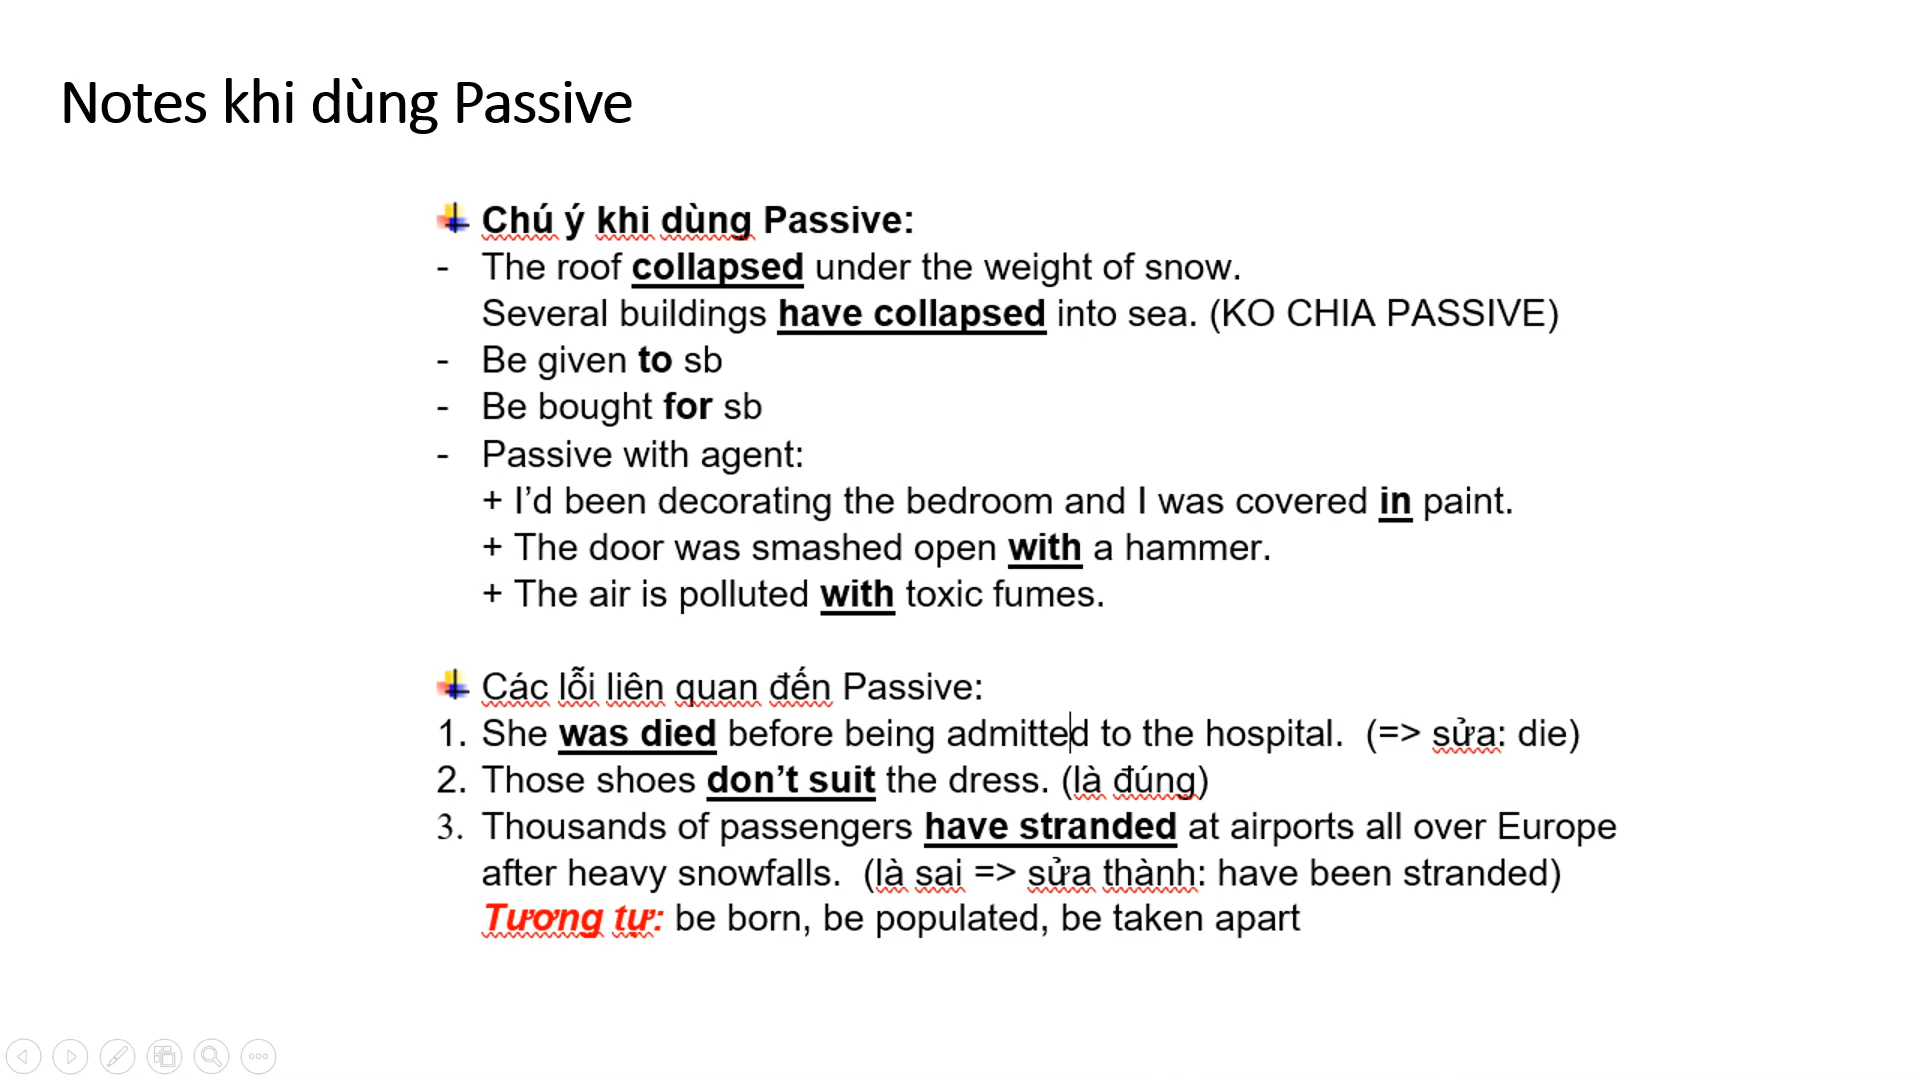 Notes khi dùng Passive
Chú ý khi dùng Passive:
- The roof collapsed under the weight of snow.
Several buildings have collapsed into sea. (KO CHIA PASSIVE)
- Be given to sb
- Be bought for sb
- Passive with agent:
+ I’d been decorating the bedroom and I was covered in paint.
+ The door was smashed open with a hammer.
+ The air is polluted with toxic fumes.
Các lỗi liên quan đến Passive:
1. She was died before being admitted to the hospital. (=> sửa: die)
2. Those shoes don’t suit the dress. (là đúng)
3. Thousands of passengers have stranded at airports all over Europe
after heavy snowfalls. (là sai => sửa thành: have been stranded)
Tương tự: be born, be populated, be taken apart